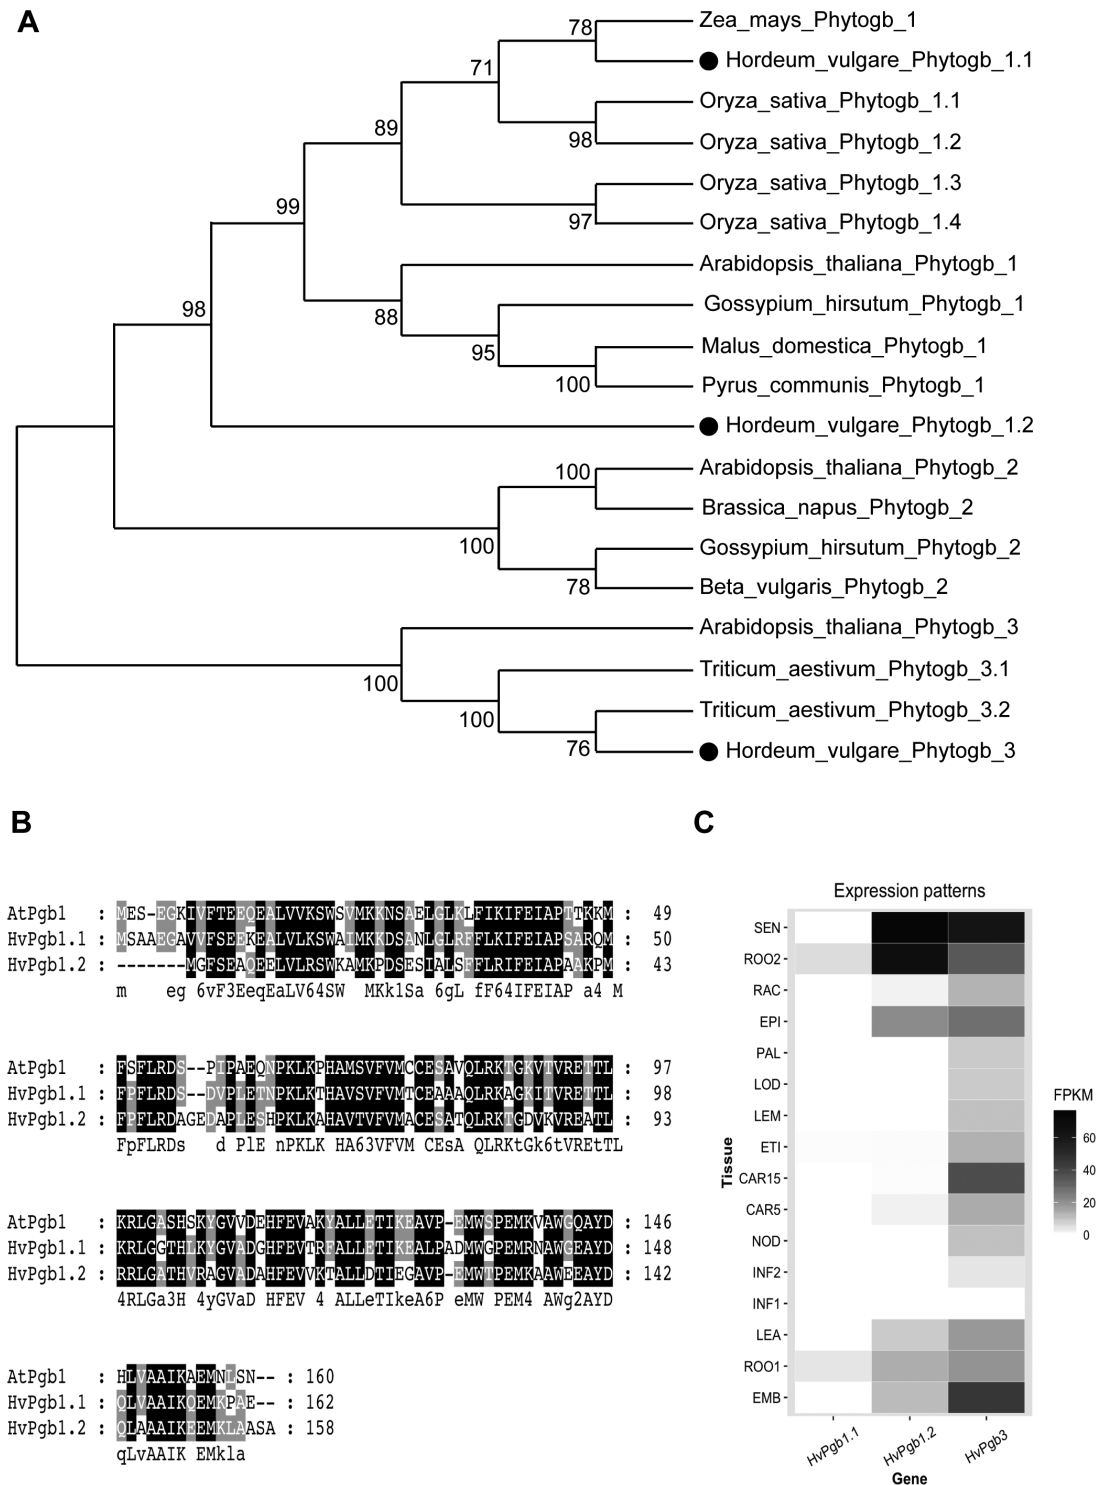 A
Zea_mays_Phytogb_1
78
Hordeum_vulgare_Phytogb_1.1
71
Oryza_sativa_Phytogb_1.1
89
98
Oryza_sativa_Phytogb_1.2
Oryza_sativa_Phytogb_1.3
99
97
Oryza_sativa_Phytogb_1.4
Arabidopsis_thaliana_Phytogb_1
98
88
Gossypium_hirsutum_Phytogb_1
95
Malus_domestica_Phytogb_1
100
Pyrus_communis_Phytogb_1
Hordeum_vulgare_Phytogb_1.2
100
Arabidopsis_thaliana_Phytogb_2
Brassica_napus_Phytogb_2
100
Gossypium_hirsutum_Phytogb_2
78
Beta_vulgaris_Phytogb_2
Arabidopsis_thaliana_Phytogb_3
100
Triticum_aestivum_Phytogb_3.1
100
Triticum_aestivum_Phytogb_3.2
76
Hordeum_vulgare_Phytogb_3
B
AtPgb1 : MES-EGKIVFTEEQEALVVKSWSVMKKNSAELGLKLFIKIFEIAPTTKKM : 49
HvPgb1.1 : MSAAEGAVVFSEEKEALVLKSWAIMKKDSANLGLRFFLKIFEIAPSARQM : 50
HvPgb1.2 : -------MGFSEAQEELVLRSWKAMKPDSESIALSFFLRIFEIAPAAKPM : 43
m eg 6vF3EeqEaLV64SW MKk1Sa 6gL fF64IFEIAP a4 M
AtPgb1 : FSFLRDS--PIPAEQNPKLKPHAMSVFVMCCESAVQLRKTGKVTVRETTL : 97
HvPgb1.1 : FPFLRDS--DVPLETNPKLKTHAVSVFVMTCEAAAQLRKAGKITVRETTL : 98
HvPgb1.2 : FPFLRDAGEDAPLESHPKLKAHAVTVFVMACESATQLRKTGDVKVREATL : 93
FpFLRDs d PlE nPKLK HA63VFVM CEsA QLRKtGk6tVREtTL
AtPgb1 : KRLGASHSKYGVVDEHFEVAKYALLETIKEAVP-EMWSPEMKVAWGQAYD : 146
HvPgb1.1 : KRLGGTHLKYGVADGHFEVTRFALLETIKEALPADMWGPEMRNAWGEAYD : 148
HvPgb1.2 : RRLGATHVRAGVADAHFEVVKTALLDTIEGAVP-EMWTPEMKAAWEEAYD : 142
4RLGa3H 4yGVaD HFEV 4 ALLeTIkeA6P eMW PEM4 AWg2AYD
AtPgb1 : HLVAAIKAEMNLSN-- : 160
HvPgb1.1 : QLVAAIKQEMKPAE-- : 162
HvPgb1.2 : QLAAAIKEEMKLAASA : 158
qLvAAIK EMkla
C
Expression patterns
SEN
ROO2
RAC
EPI
PAL
LOD
LEM
ETI
CAR15
CAR5
NOD
INF2
INF1
LEA
ROO1
EMB
Tissue
HvPgb1.1
HvPgb1.2
HvPgb3
Gene
FPKM
60
40
20
0